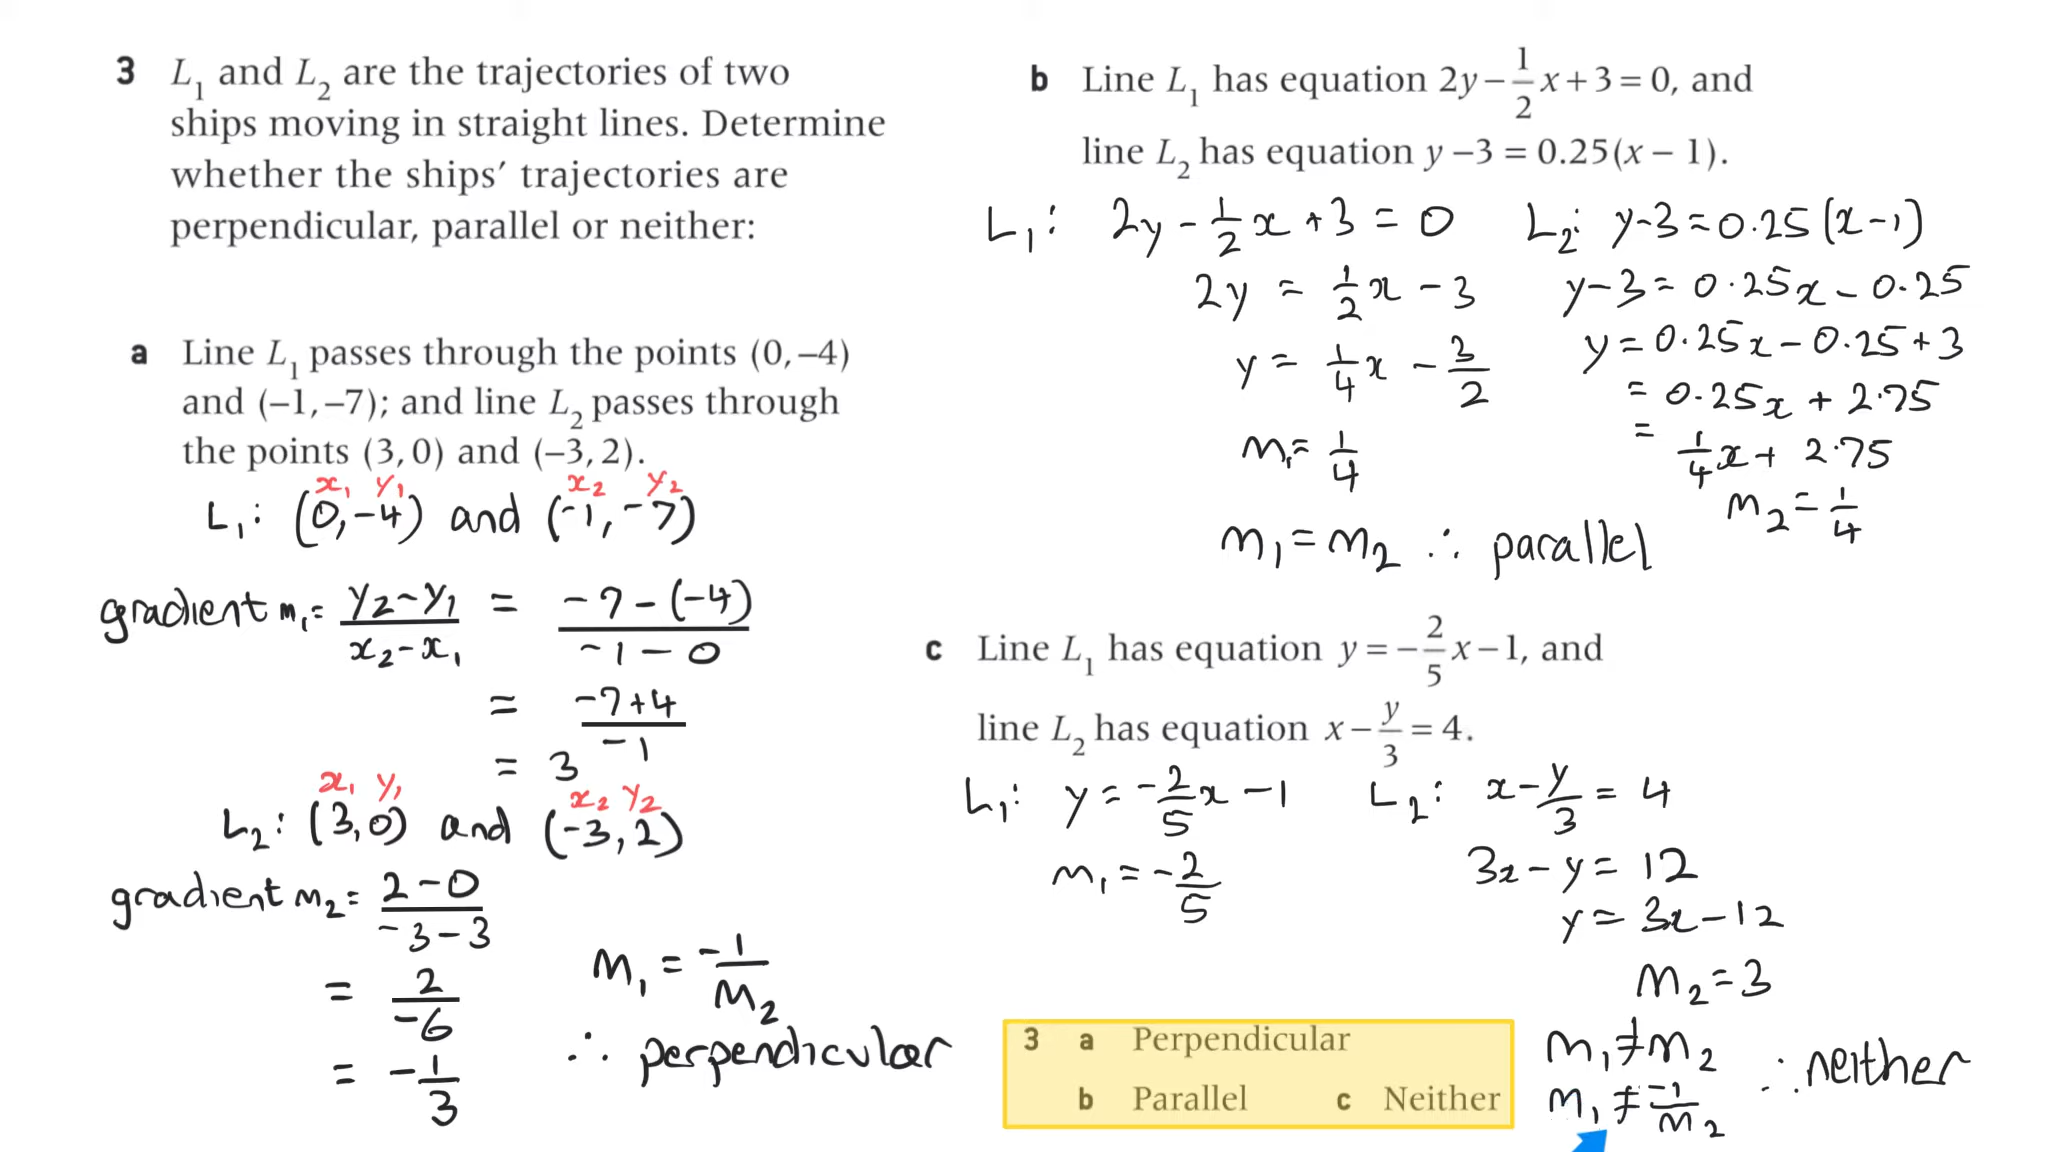 3 L₁ and L₂ are the trajectories of two
ships moving in straight lines. Determine
whether the ships' trajectories are
perpendicular, parallel or neither:
a Line L₁ passes through the points (0,–4)
and (–1,–7); and line L₂ passes through
the points (3,0) and (–3,2).
x₁ y₁ x₂ y₂
L₁: (0,-4) and (-1,-7)
gradient m₁= (y₂-y₁)/(x₂-x₁) = (-7-(-4))/(-1-0)
= (-7+4)/(-1)
= 3
x₁ y₁ x₂ y₂
L₂: (3,0) and (-3,2)
gradient m₂= (2-0)/(-3-3)
= 2/-6
= -1/3
m₁ = -1/m₂
∴ perpendicular
b Line L₁ has equation 2y – 1/2 x + 3 = 0, and
line L₂ has equation y –3 = 0.25(x – 1).
L₁: 2y - 1/2 x + 3 = 0
2y = 1/2 x - 3
y = 1/4 x - 3/2
m₁= 1/4
L₂: y-3=0.25(x-1)
y-3= 0.25x-0.25
y=0.25x-0.25+3
= 0.25x + 2.75
= 1/4 x + 2.75
m₂= 1/4
m₁=m₂ ∴ parallel
c Line L₁ has equation y = – 2/5 x – 1, and
line L₂ has equation x – y/3 = 4.
L₁: y = -2/5 x -1
m₁ = -2/5
L₂: x - y/3 = 4
3x - y = 12
y = 3x-12
m₂=3
m₁≠m₂
m₁≠ -1/m₂
∴ neither
3 a Perpendicular
b Parallel c Neither